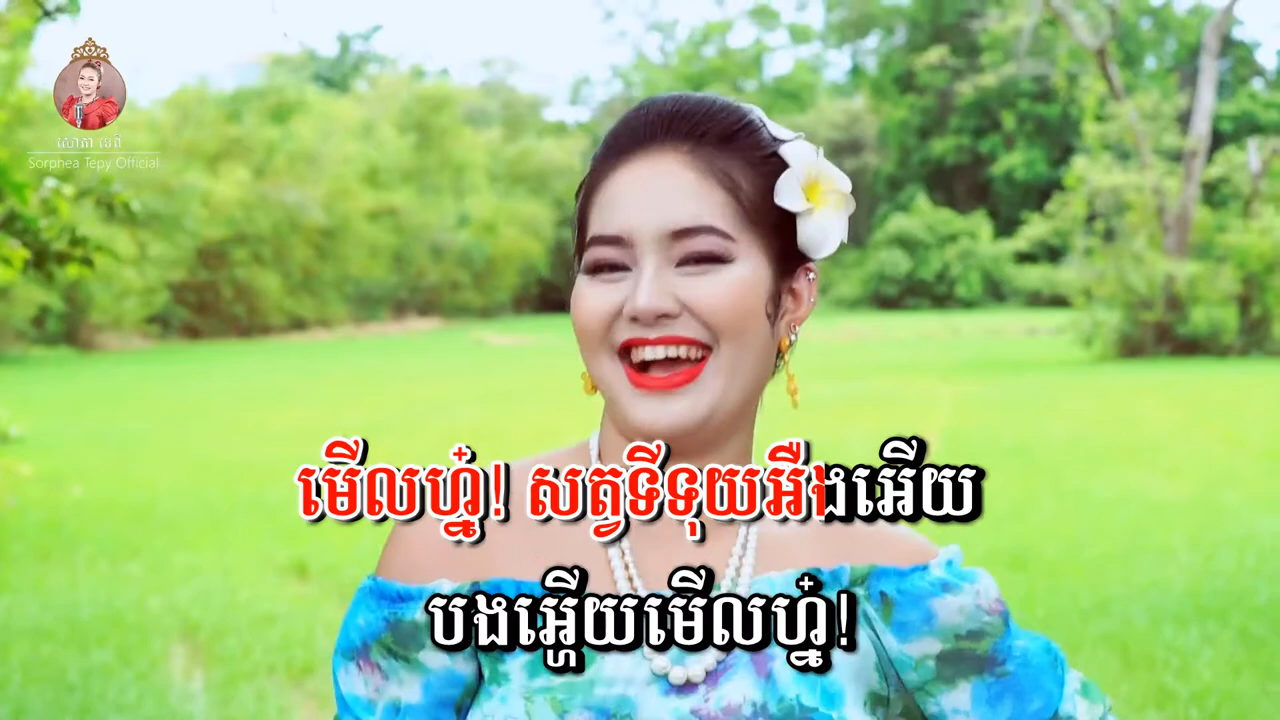 សោភា ទេពី
Sorphea Tepy Official
មើលហ្ន៎! សត្វទីទុយអឺងអើយ
បងអ្ហើយមើលហ្ន៎!